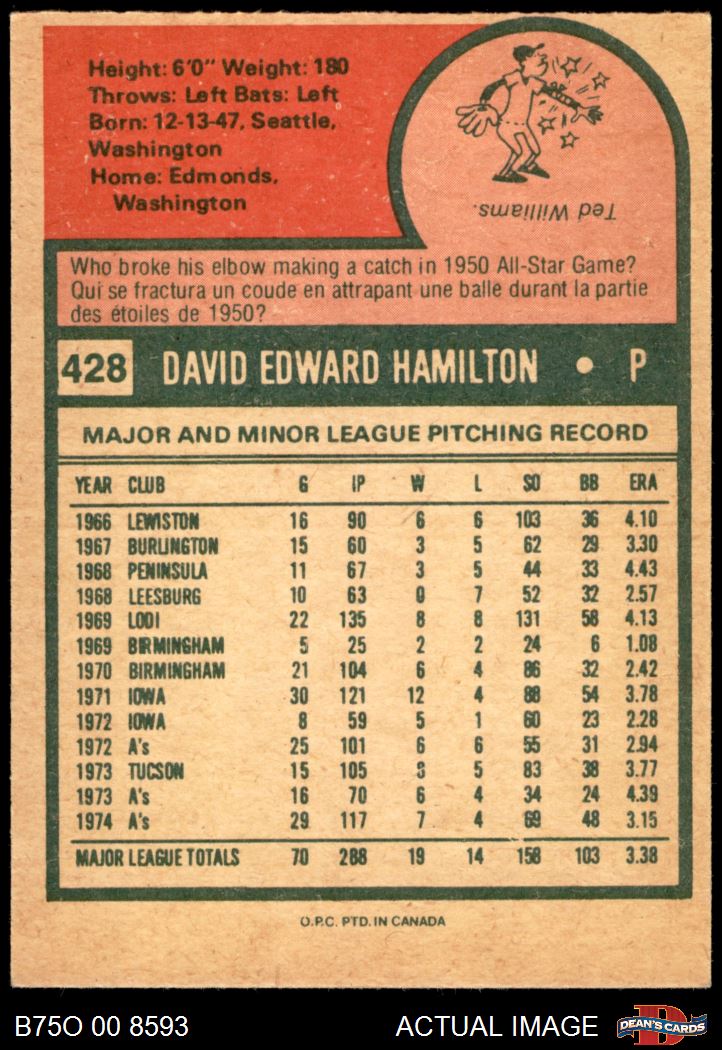 Height: 6'0" Weight: 180
Throws: Left Bats: Left
Born: 12-13-47, Seattle,
Washington
Home: Edmonds,
Washington
Ted Williams.
Who broke his elbow making a catch in 1950 All-Star Game?
Qui se fractura un coude en attrapant une balle durant la partie
des étoiles de 1950?
428 DAVID EDWARD HAMILTON • P
MAJOR AND MINOR LEAGUE PITCHING RECORD
YEAR CLUB G IP W L SO BB ERA
1966 LEWISTON 16 90 6 6 103 36 4.10
1967 BURLINGTON 15 60 3 5 62 29 3.30
1968 PENINSULA 11 67 3 5 44 33 4.43
1968 LEESBURG 10 63 0 7 52 32 2.57
1969 LODI 22 135 8 8 131 58 4.13
1969 BIRMINGHAM 5 25 2 2 24 6 1.08
1970 BIRMINGHAM 21 104 6 4 86 32 2.42
1971 IOWA 30 121 12 4 88 54 3.78
1972 IOWA 8 59 5 1 60 23 2.28
1972 A's 25 101 6 6 55 31 2.94
1973 TUCSON 15 105 8 5 83 38 3.77
1973 A's 16 70 6 4 34 24 4.39
1974 A's 29 117 7 4 69 48 3.15
MAJOR LEAGUE TOTALS 70 288 19 14 158 103 3.38
O.P.C. PTD. IN CANADA
B75O 00 8593 ACTUAL IMAGE DEAN'S CARDS